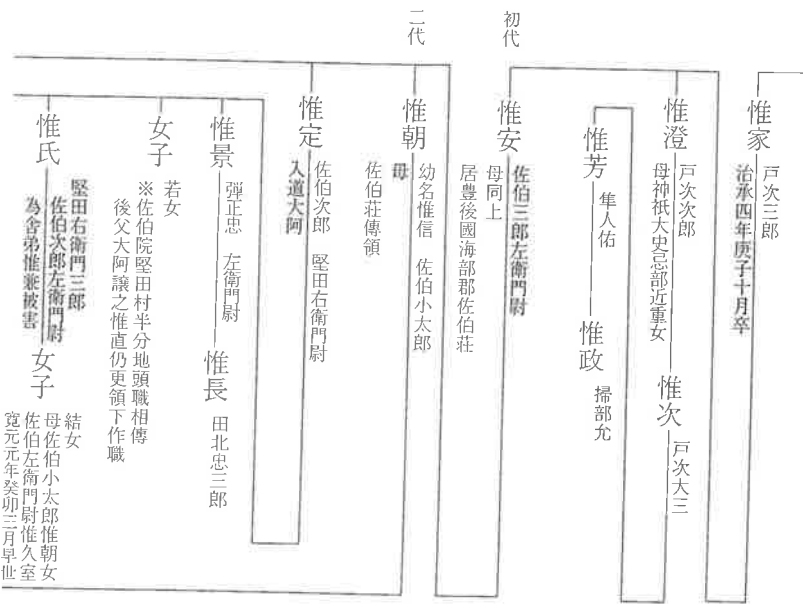 惟家
戸次三郎
治承四年庚子十月卒
惟澄
戸次次郎
母神祇大史忌部近重女
惟次
戸次大三
惟芳
隼人佑
惟政
掃部允
初代
惟安
佐伯三郎左衛門尉
母同上
居豊後國海部郡佐伯荘
二代
惟朝
幼名惟信 佐伯小太郎
母
佐伯荘傳領
惟定
佐伯次郎 堅田右衛門尉
入道大阿
惟景
弾正忠 左衛門尉
惟長
田北忠三郎
女子
若女
※佐伯院堅田村半分地頭職相傳
後父大阿譲之惟直仍更領下作職
惟氏
堅田右衛門三郎
佐伯次郎左衛門尉
為舎弟惟兼被害
女子
結女
母佐伯小太郎惟朝女
佐伯左衛門尉惟久室
寛元元年癸卯三月早世